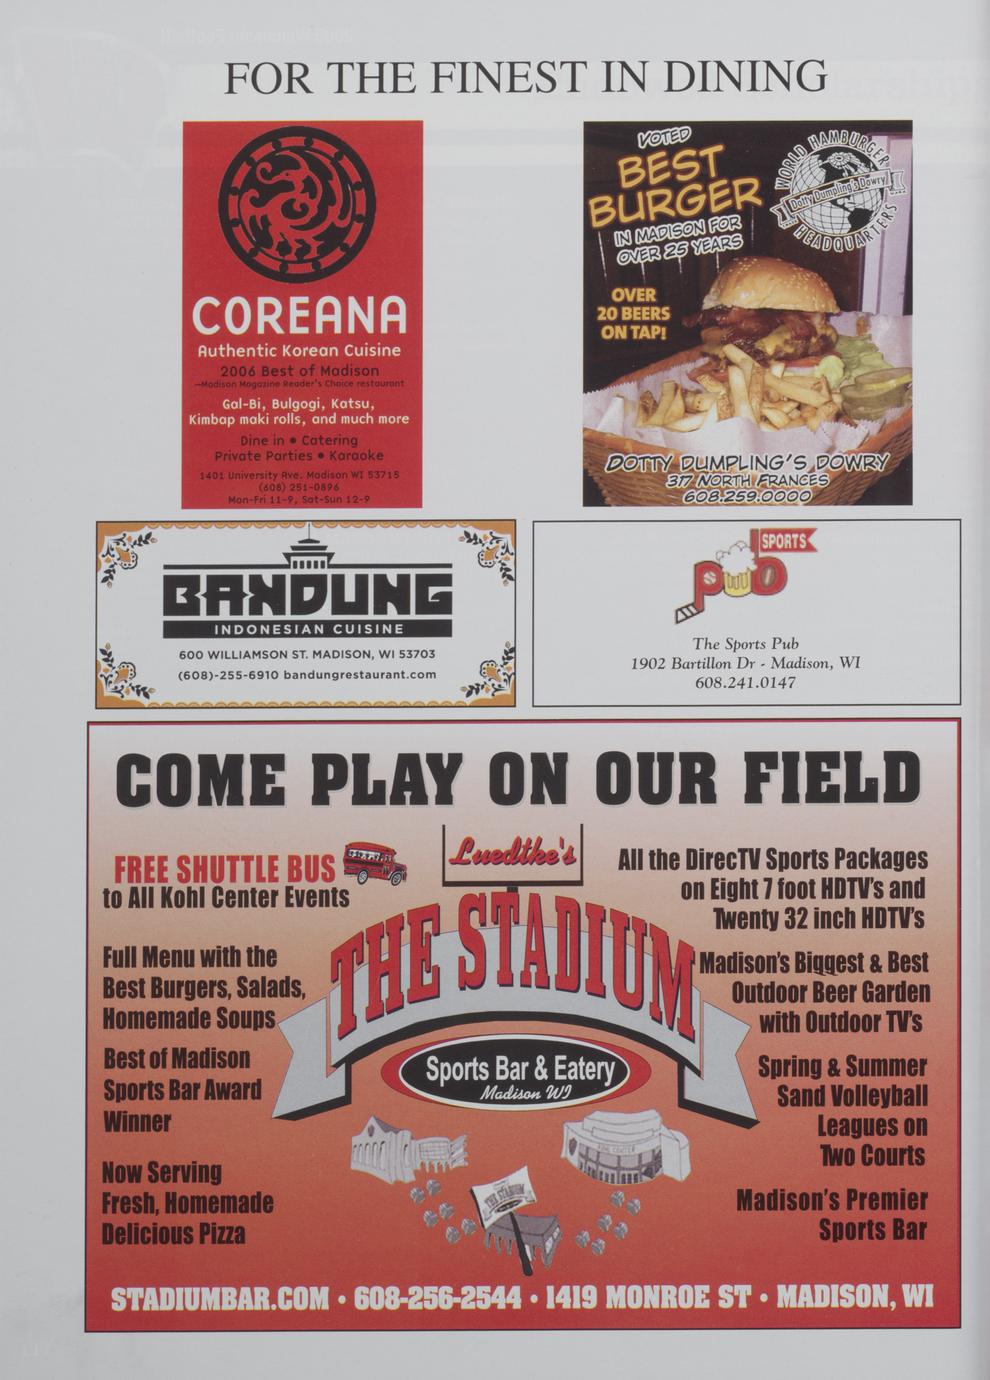 FOR THE FINEST IN DINING
COREANA
Authentic Korean Cuisine
2006 Best of Madison
—Madison Magazine Reader's Choice restaurant
Gal-Bi, Bulgogi, Katsu,
Kimbap maki rolls, and much more
Dine in • Catering
Private Parties • Karaoke
1401 University Ave. Madison WI 53715
(608) 251-0896
Mon-Fri 11-9, Sat-Sun 12-9
VOTED
BEST
BURGER
IN MADISON FOR
OVER 25 YEARS
WORLD HAMBURGER
Dotty Dumpling's Dowry
HEADQUARTERS
OVER
20 BEERS
ON TAP!
DOTTY DUMPLING'S DOWRY
317 NORTH FRANCES
608.259.0000
BANDUNG
INDONESIAN CUISINE
600 WILLIAMSON ST. MADISON, WI 53703
(608)-255-6910 bandungrestaurant.com
SPORTS
pub
The Sports Pub
1902 Bartillon Dr - Madison, WI
608.241.0147
COME PLAY ON OUR FIELD
FREE SHUTTLE BUS
to All Kohl Center Events
Full Menu with the
Best Burgers, Salads,
Homemade Soups
Best of Madison
Sports Bar Award
Winner
Now Serving
Fresh, Homemade
Delicious Pizza
Luedtke's
THE STADIUM
Sports Bar & Eatery
Madison WI
KOHL CENTER
THE STADIUM
All the DirecTV Sports Packages
on Eight 7 foot HDTV's and
Twenty 32 inch HDTV's
Madison's Biggest & Best
Outdoor Beer Garden
with Outdoor TV's
Spring & Summer
Sand Volleyball
Leagues on
Two Courts
Madison's Premier
Sports Bar
STADIUMBAR.COM • 608-256-2544 • 1419 MONROE ST • MADISON, WI